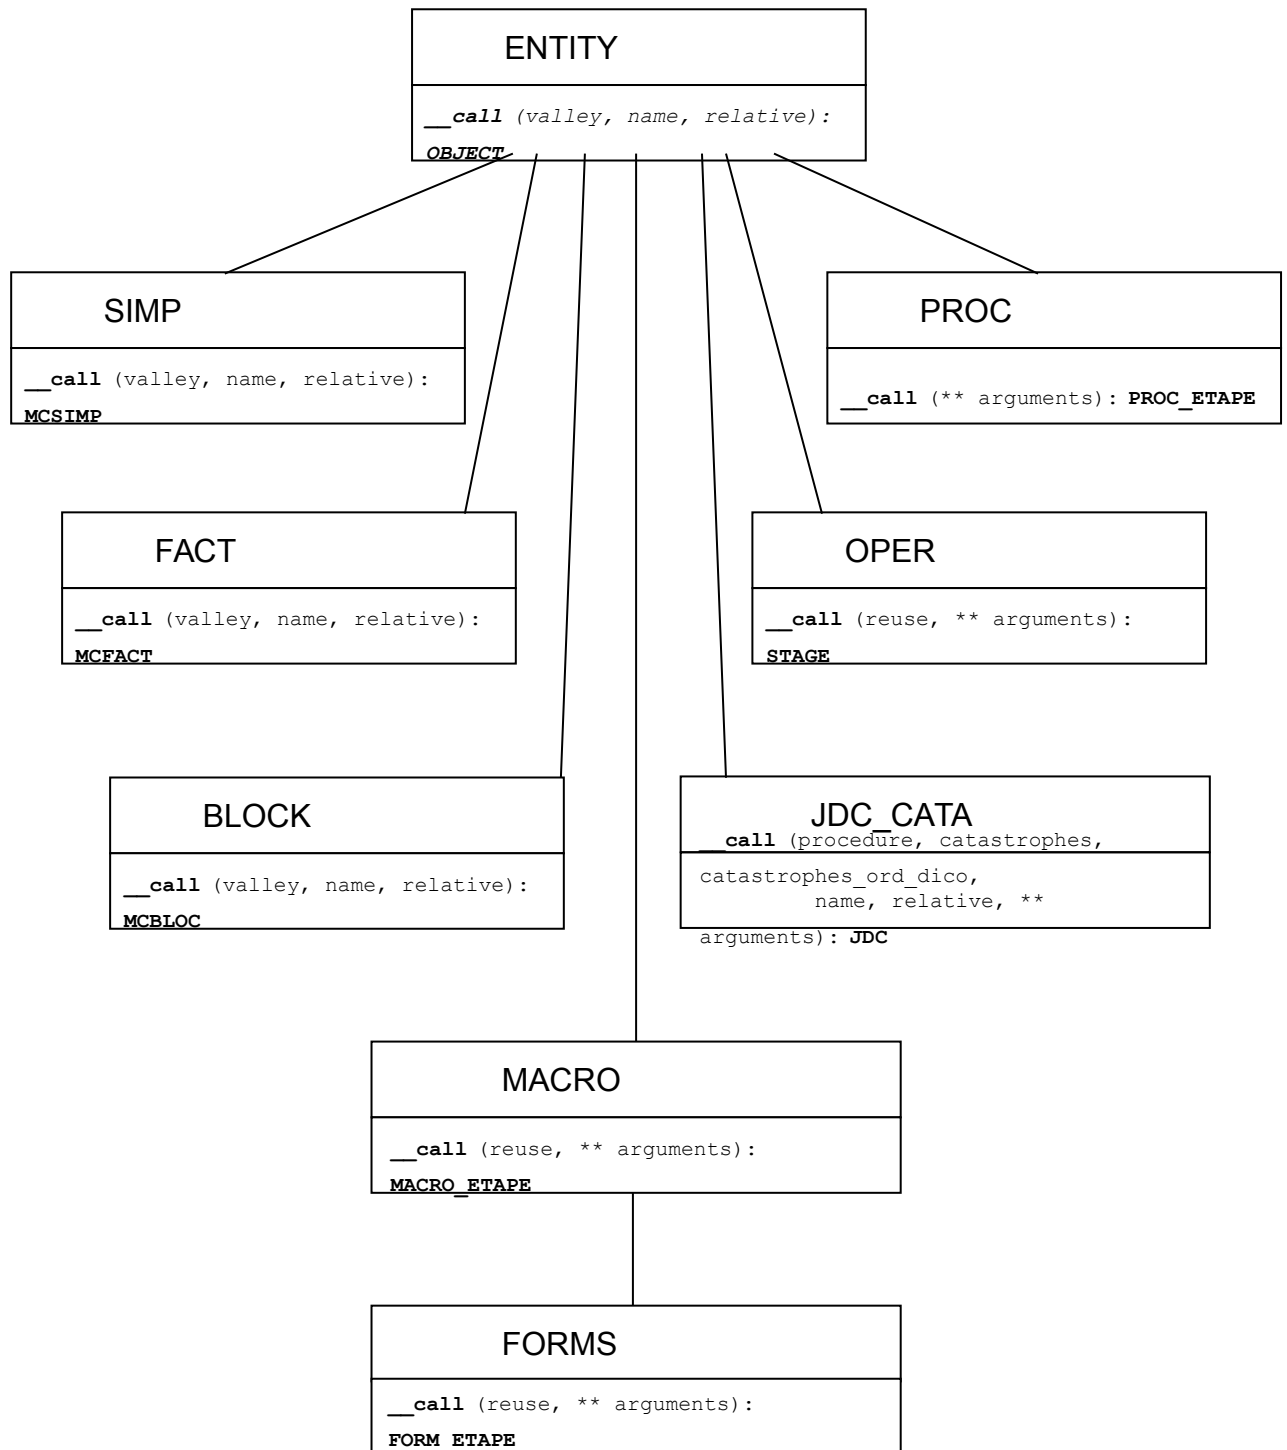 ENTITY
__call (valley, name, relative):
OBJECT
SIMP
__call (valley, name, relative):
MCSIMP
PROC
__call (** arguments): PROC_ETAPE
FACT
__call (valley, name, relative):
MCFACT
OPER
__call (reuse, ** arguments):
STAGE
BLOCK
__call (valley, name, relative):
MCBLOC
JDC_CATA
__call (procedure, catastrophes,
catastrophes_ord_dico,
name, relative, **
arguments): JDC
MACRO
__call (reuse, ** arguments):
MACRO_ETAPE
FORMS
__call (reuse, ** arguments):
FORM_ETAPE